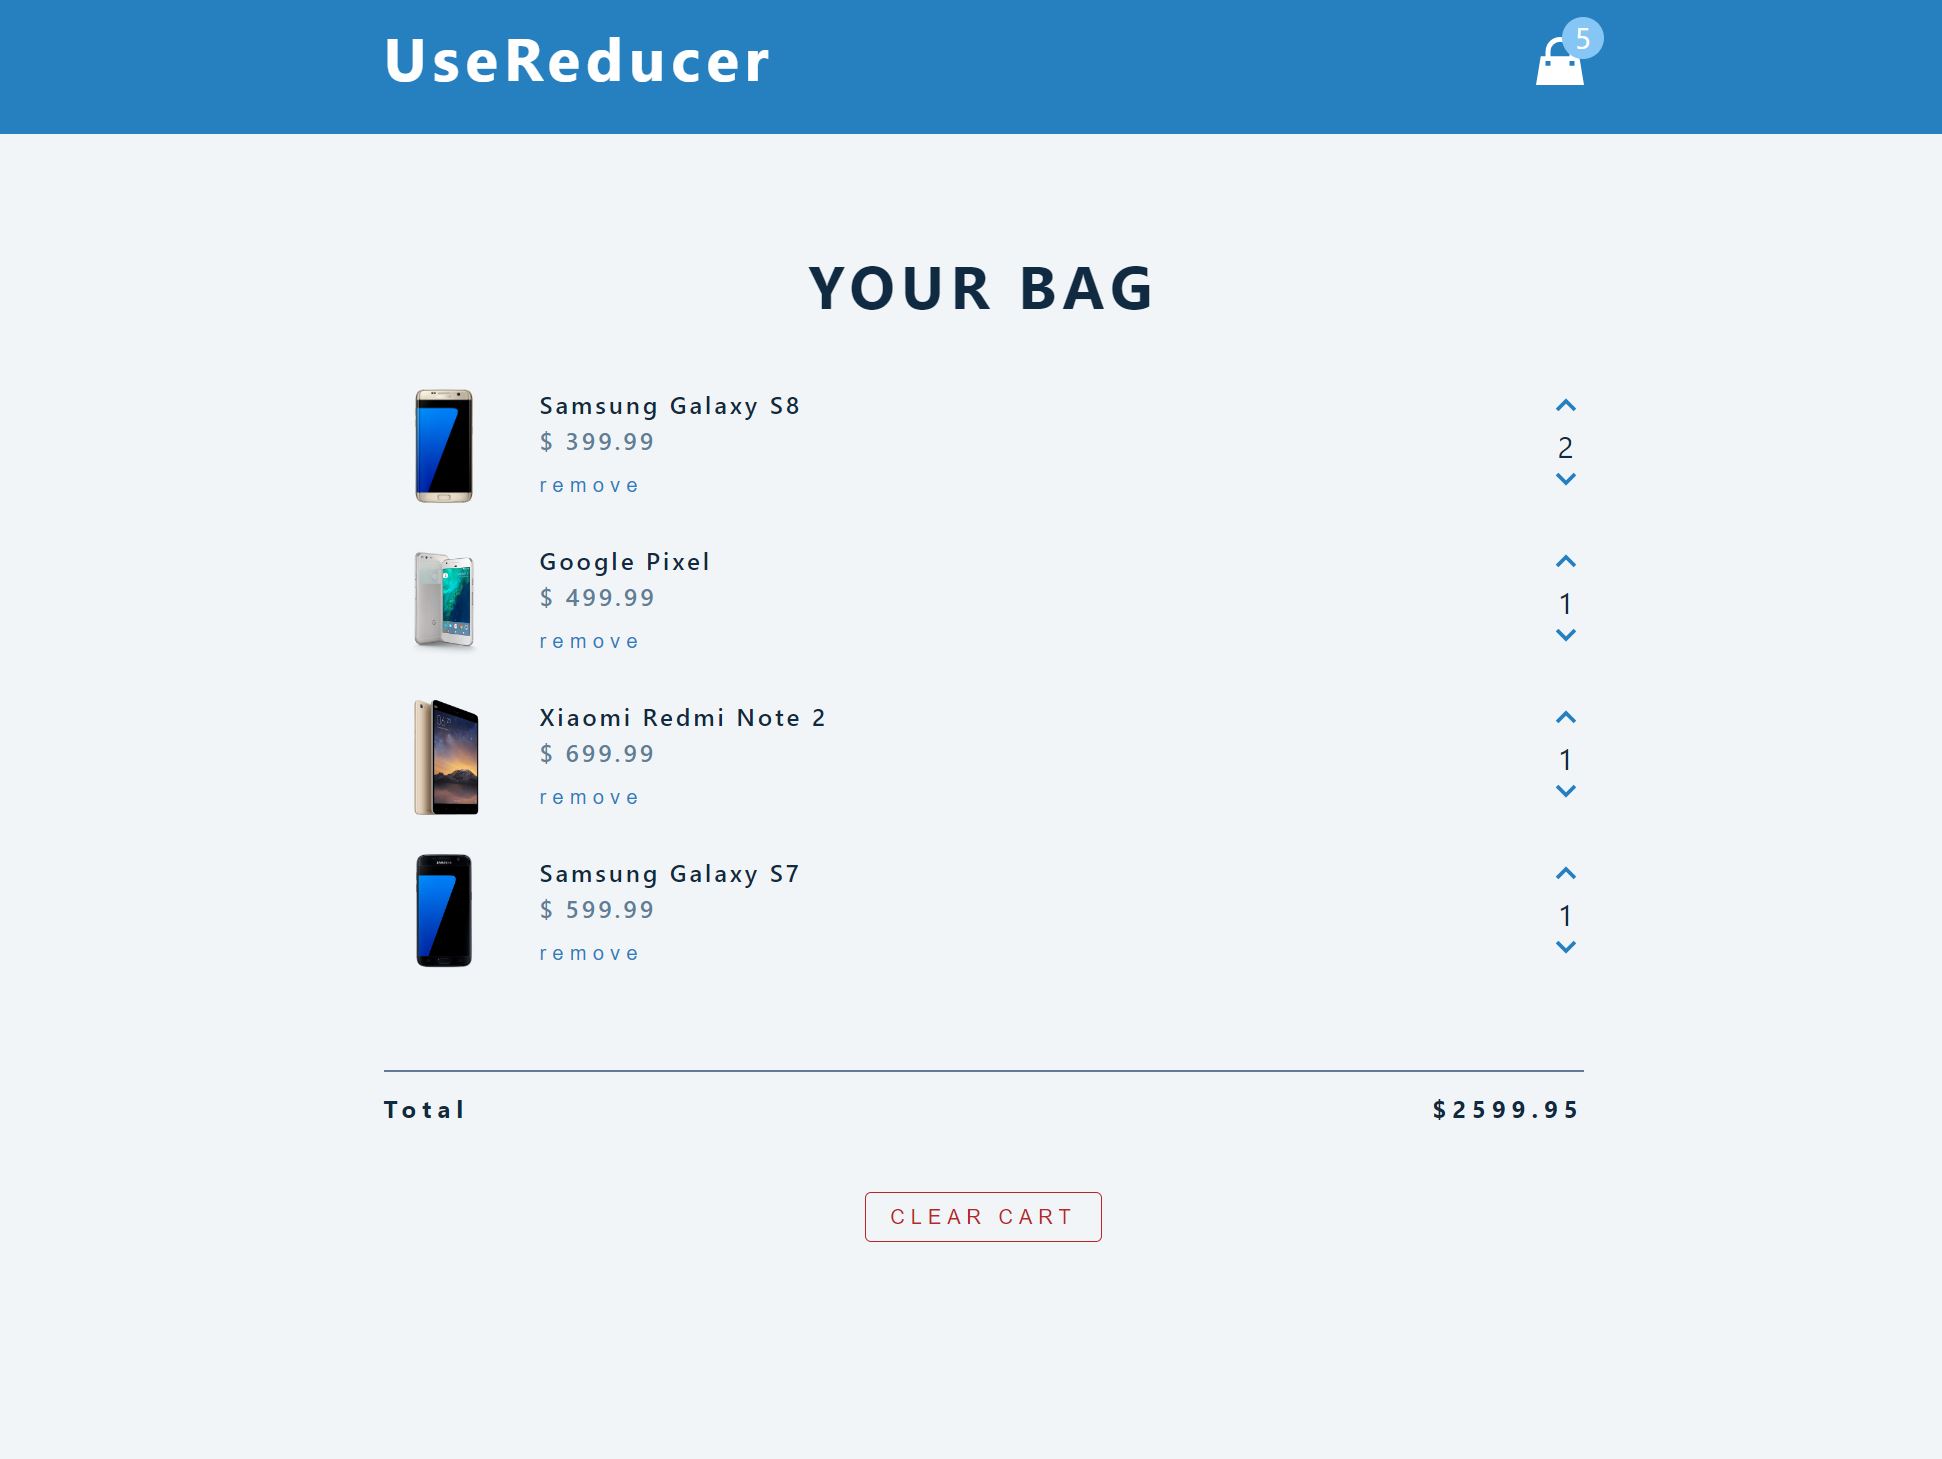 UseReducer
5
YOUR BAG
Samsung Galaxy S8
$ 399.99
remove
2
Google Pixel
$ 499.99
remove
1
Xiaomi Redmi Note 2
$ 699.99
remove
1
Samsung Galaxy S7
$ 599.99
remove
1
Total
$2599.95
CLEAR CART